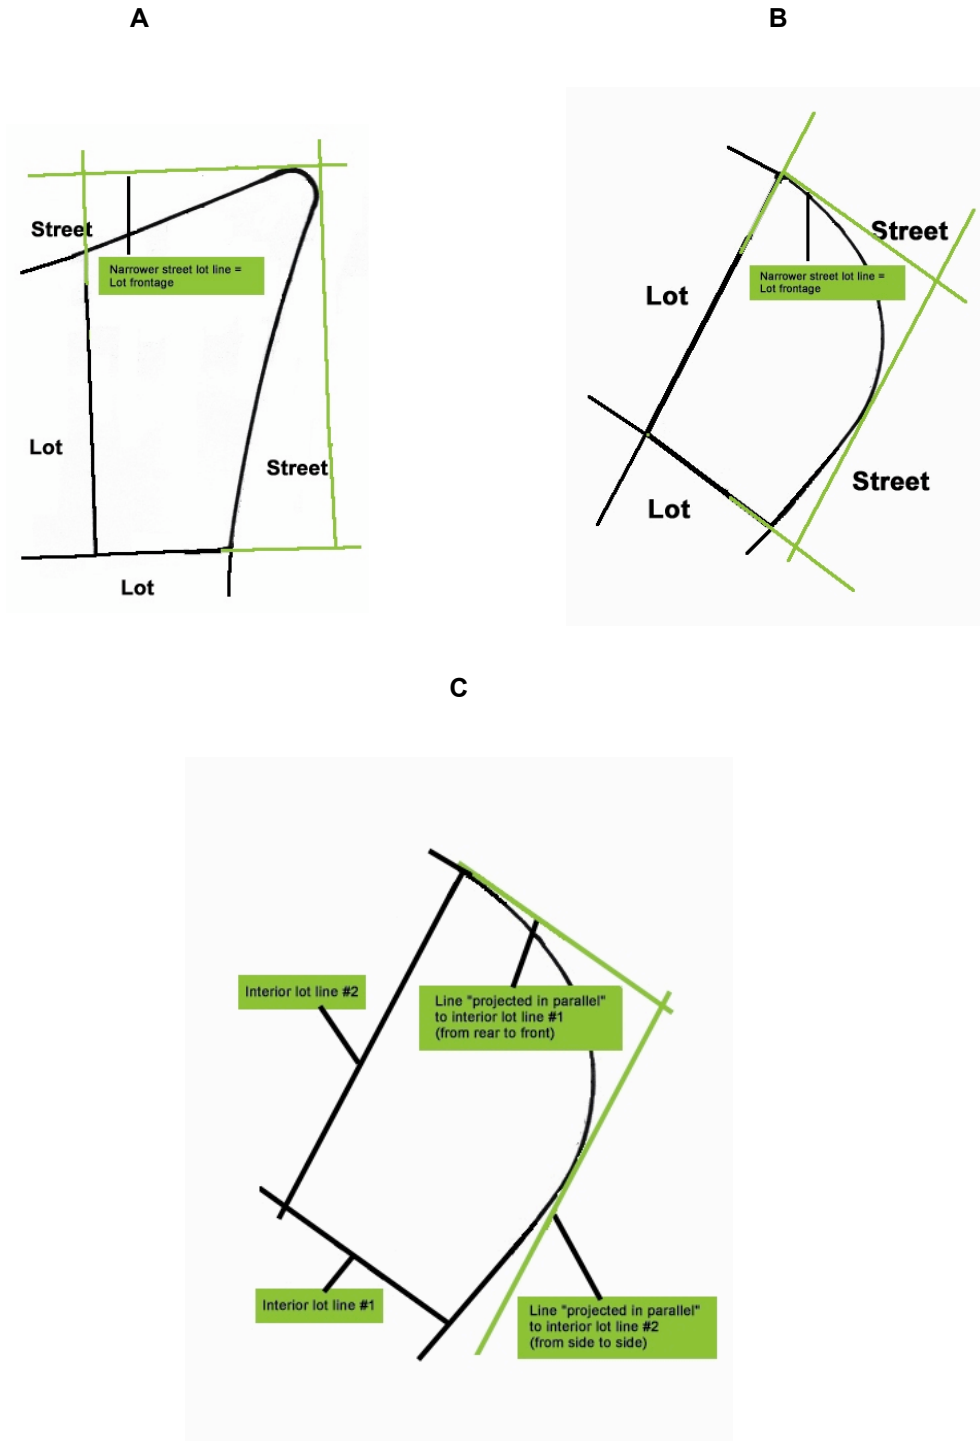 A
B
Street
Narrower street lot line =
Lot frontage
Lot
Street
Lot
Street
Narrower street lot line =
Lot frontage
Lot
Street
Lot
C
Interior lot line #2
Line "projected in parallel"
to interior lot line #1
(from rear to front)
Interior lot line #1
Line "projected in parallel"
to interior lot line #2
(from side to side)